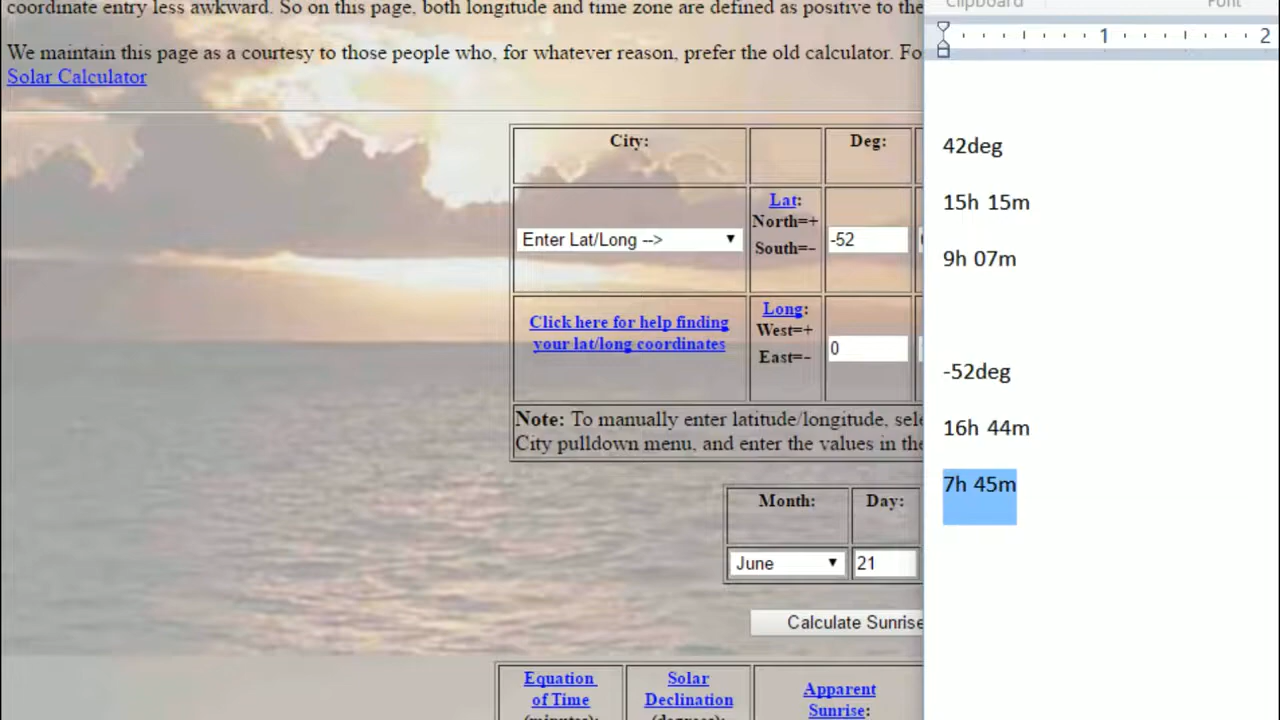 coordinate entry less awkward. So on this page, both longitude and time zone are defined as positive to the
We maintain this page as a courtesy to those people who, for whatever reason, prefer the old calculator. Fo
Solar Calculator
City:
Deg:
Enter Lat/Long -->
Lat:
North=+
South=-
-52
Click here for help finding
your lat/long coordinates
Long:
West=+
East=-
0
Note: To manually enter latitude/longitude, sele
City pulldown menu, and enter the values in the
Month:
Day:
June
21
Calculate Sunrise
Equation
of Time
(minutes):
Solar
Declination
(degrees):
Apparent
Sunrise:
Clipboard
Font
1
2
42deg
15h 15m
9h 07m
-52deg
16h 44m
7h 45m